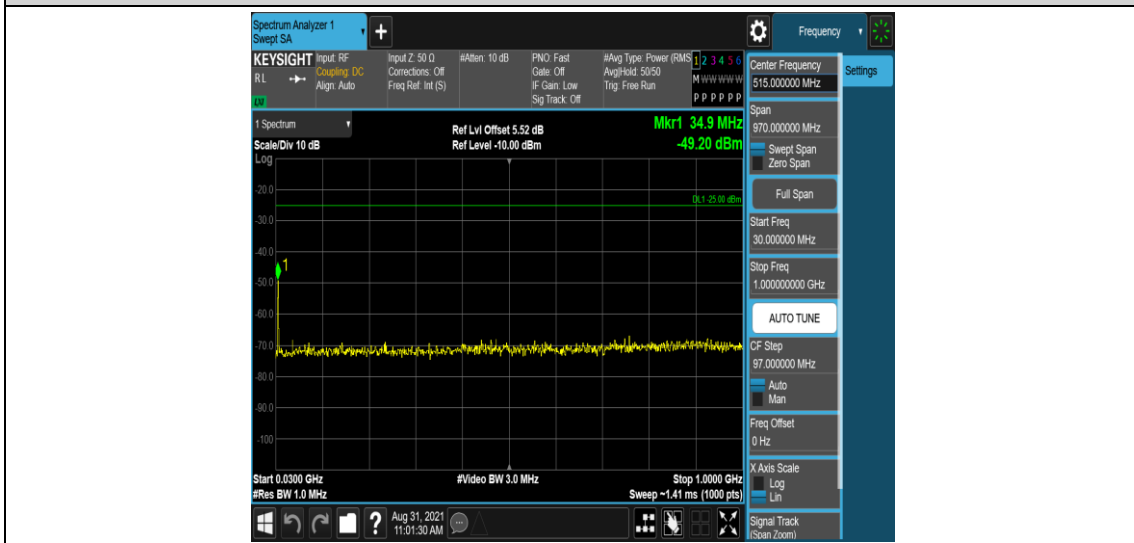 Spectrum Analyzer 1
Swept SA
+
Frequency
KEYSIGHT
RL
LXI
Input: RF
Coupling: DC
Align: Auto
Input Z: 50 Ω
Corrections: Off
Freq Ref: Int (S)
#Atten: 10 dB
PNO: Fast
Gate: Off
IF Gain: Low
Sig Track: Off
#Avg Type: Power (RMS
Avg|Hold: 50/50
Trig: Free Run
1 2 3 4 5 6
M W W W W W
P P P P P P
1 Spectrum
Scale/Div 10 dB
Ref Lvl Offset 5.52 dB
Ref Level -10.00 dBm
Mkr1 34.9 MHz
-49.20 dBm
Log
-20.0
DL1 -25.00 dBm
-30.0
-40.0
1
-50.0
-60.0
-70.0
-80.0
-90.0
-100
Start 0.0300 GHz
#Res BW 1.0 MHz
#Video BW 3.0 MHz
Stop 1.0000 GHz
Sweep ~1.41 ms (1000 pts)
?
Aug 31, 2021
11:01:30 AM
Center Frequency
515.000000 MHz
Settings
Span
970.000000 MHz
Swept Span
Zero Span
Full Span
Start Freq
30.000000 MHz
Stop Freq
1.000000000 GHz
AUTO TUNE
CF Step
97.000000 MHz
Auto
Man
Freq Offset
0 Hz
X Axis Scale
Log
Lin
Signal Track
(Span Zoom)